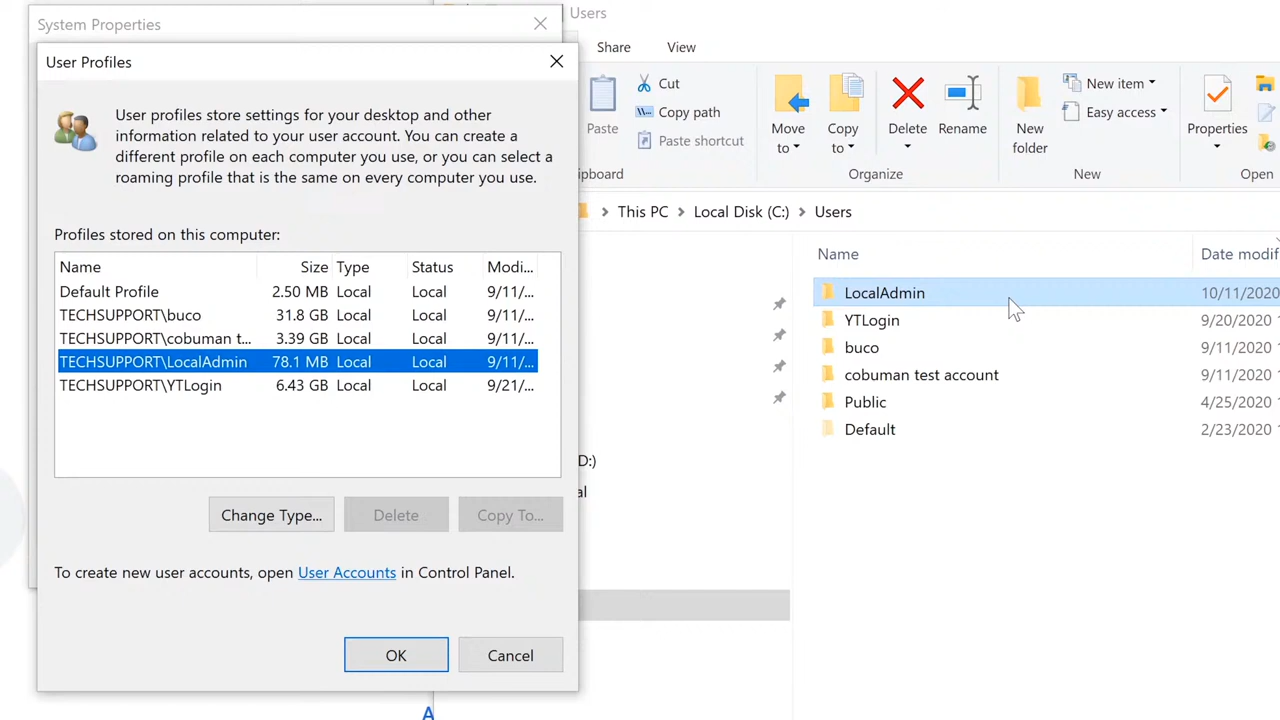 System Properties
User Profiles
User profiles store settings for your desktop and other
information related to your user account. You can create a
different profile on each computer you use, or you can select a
roaming profile that is the same on every computer you use.
Profiles stored on this computer:
Name Size Type Status Modi...
Default Profile 2.50 MB Local Local 9/11/...
TECHSUPPORT\buco 31.8 GB Local Local 9/11/...
TECHSUPPORT\cobuman t... 3.39 GB Local Local 9/11/...
TECHSUPPORT\LocalAdmin 78.1 MB Local Local 9/11/...
TECHSUPPORT\YTLogin 6.43 GB Local Local 9/21/...
Change Type... Delete Copy To...
To create new user accounts, open User Accounts in Control Panel.
OK Cancel
A
Users
Share View
Paste
Cut
Copy path
Paste shortcut
ipboard
Move
to
Copy
to
Delete
Rename
Organize
New
folder
New item
Easy access
New
Properties
Open
This PC > Local Disk (C:) > Users
D:)
al
Name Date modif
LocalAdmin 10/11/2020
YTLogin 9/20/2020 1
buco 9/11/2020
cobuman test account 9/11/2020
Public 4/25/2020 1
Default 2/23/2020 1